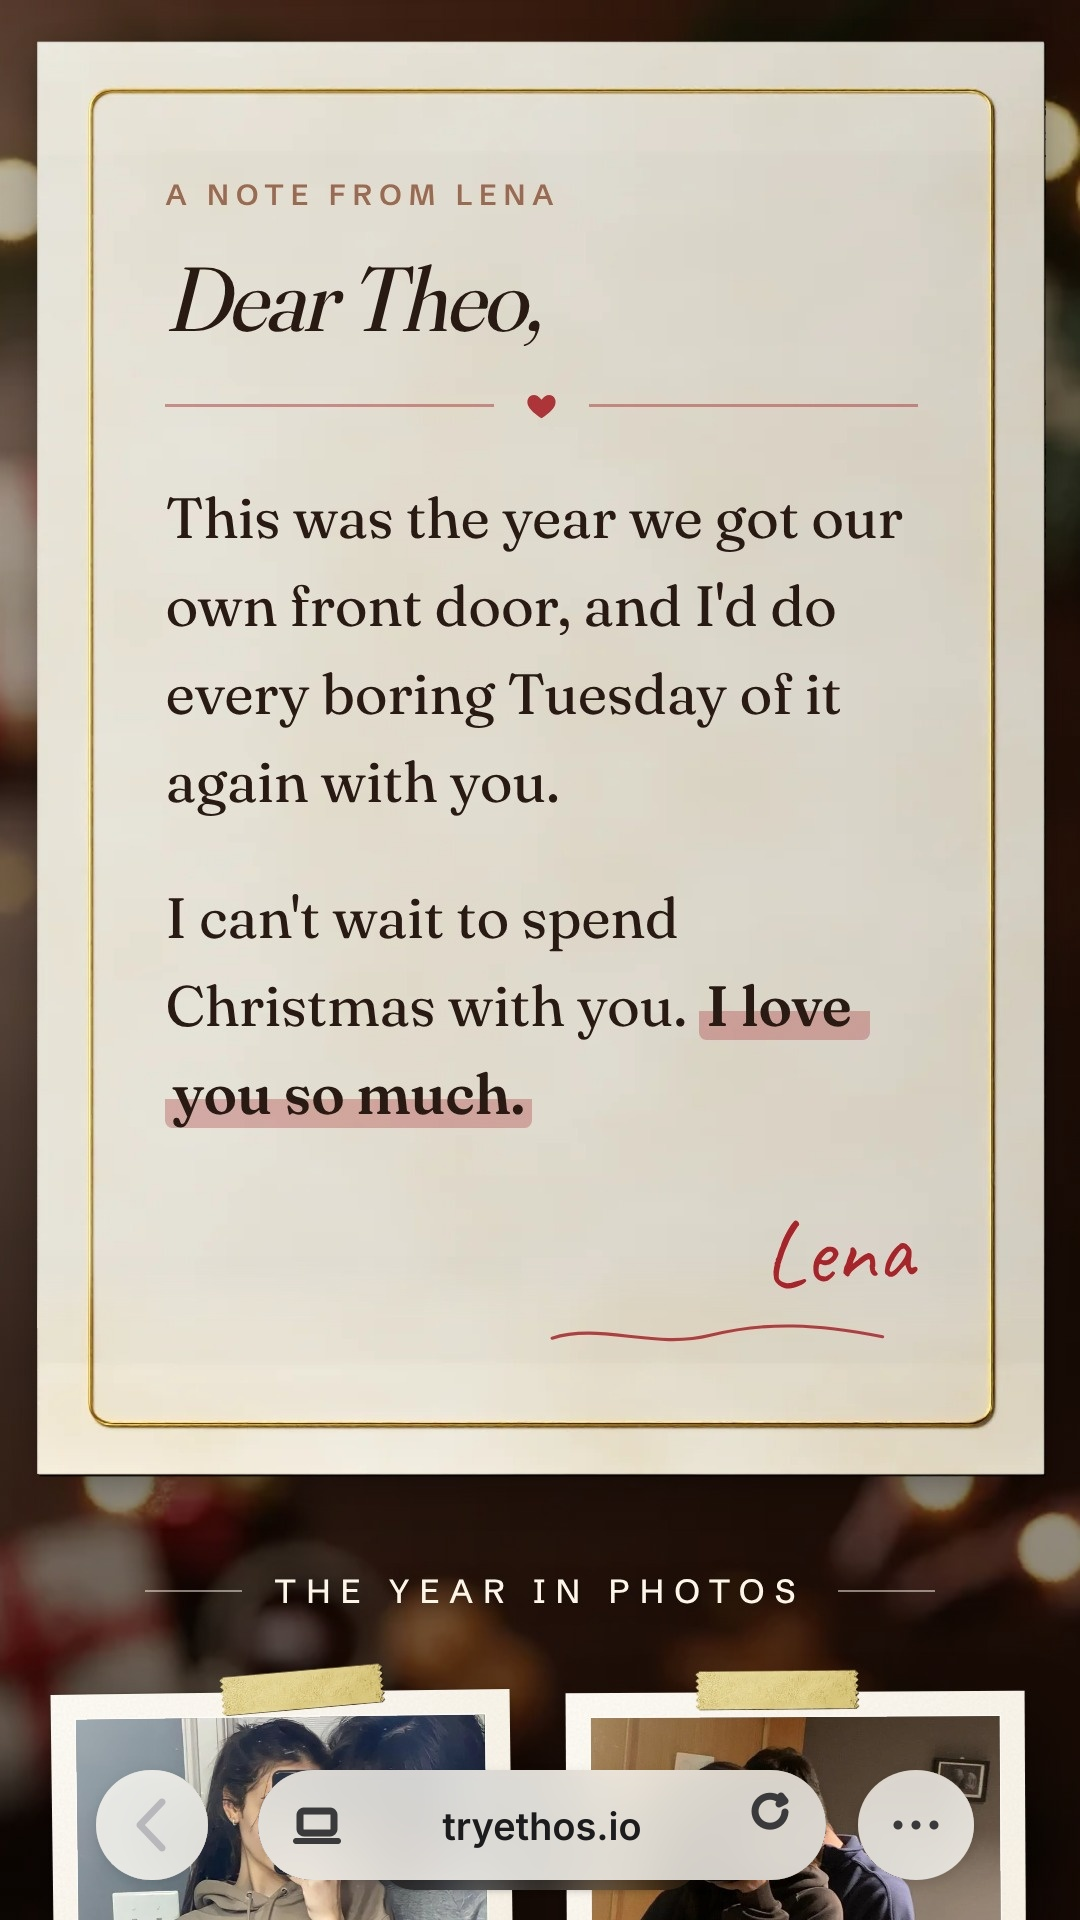 A NOTE FROM LENA
Dear Theo,
This was the year we got our
own front door, and I'd do
every boring Tuesday of it
again with you.
I can't wait to spend
Christmas with you. I love
you so much.
Lena
THE YEAR IN PHOTOS
tryethos.io